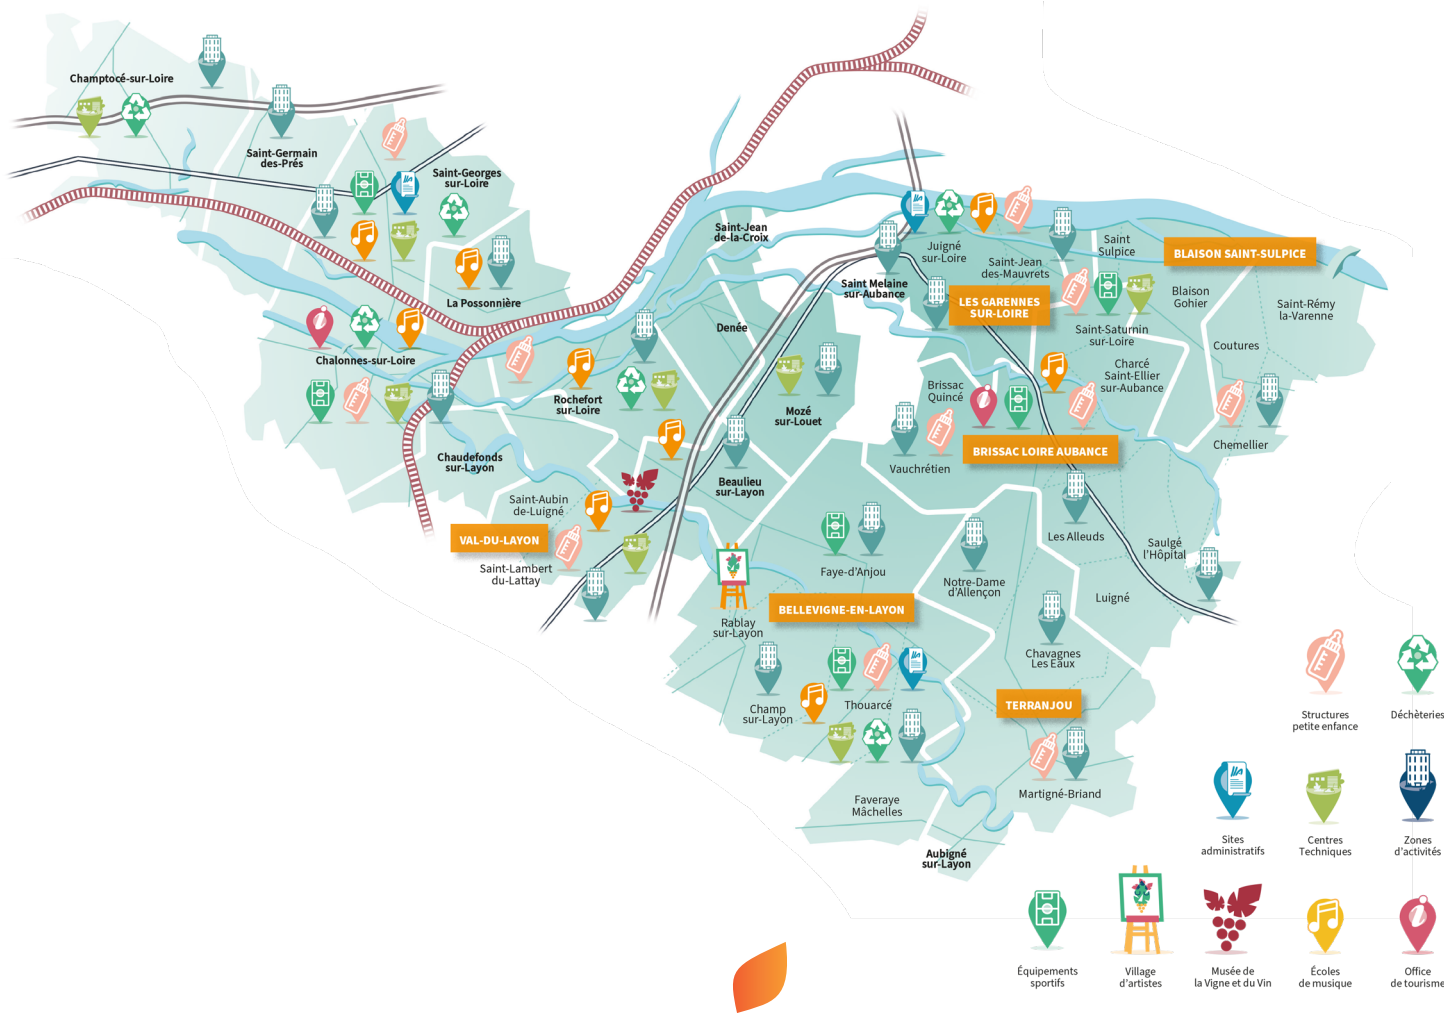 Champtocé-sur-Loire
Saint-Germain
des-Prés
Saint-Georges
sur-Loire
La Possonnière
Chalonnes-sur-Loire
Saint-Jean
de-la-Croix
Denée
Rochefort
sur-Loire
Mozé
sur-Louet
Chaudefonds
sur-Layon
Beaulieu
sur-Layon
Saint-Aubin
de-Luigné
VAL-DU-LAYON
Saint-Lambert
du-Lattay
Juigné
sur-Loire
Saint Melaine
sur-Aubance
Saint-Jean
des-Mauvrets
Saint
Sulpice
BLAISON SAINT-SULPICE
LES GARENNES
SUR-LOIRE
Blaison
Gohier
Saint-Rémy
la-Varenne
Saint-Saturnin
sur-Loire
Coutures
Charcé
Saint-Ellier
sur-Aubance
Brissac
Quincé
Chemellier
BRISSAC LOIRE AUBANCE
Vauchrétien
Les Alleuds
Saulgé
l'Hôpital
Faye-d'Anjou
Notre-Dame
d'Allençon
Luigné
BELLEVIGNE-EN-LAYON
Rablay
sur-Layon
Chavagnes
Les Eaux
Champ
sur-Layon
Thouarcé
TERRANJOU
Martigné-Briand
Faveraye
Mâchelles
Aubigné
sur-Layon
Structures
petite enfance
Déchèteries
Sites
administratifs
Centres
Techniques
Zones
d'activités
Équipements
sportifs
Village
d'artistes
Musée de
la Vigne et du Vin
Écoles
de musique
Office
de tourisme